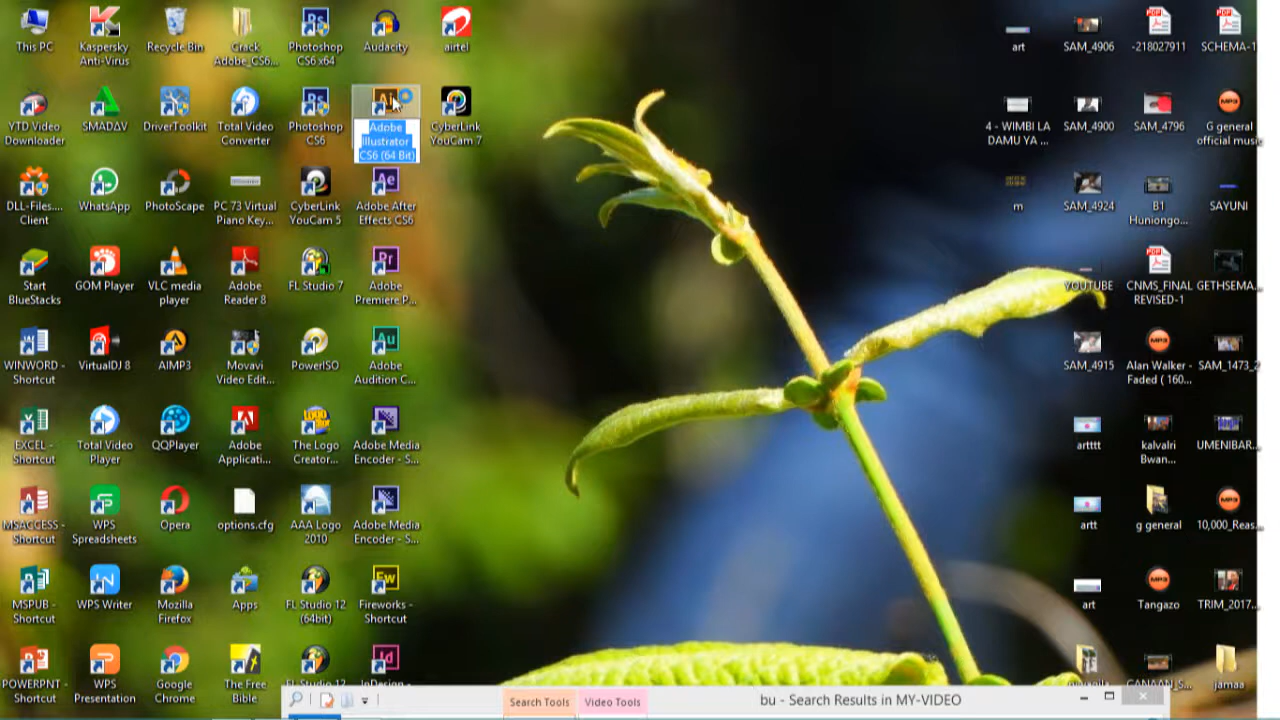 This PC
Kaspersky
Anti-Virus
Recycle Bin
Crack
Adobe_CS6...
Photoshop
CS6 x64
Audacity
airtel
art
SAM_4906
-218027911
SCHEMA-1
YTD Video
Downloader
SMADAV
DriverToolkit
Total Video
Converter
Photoshop
CS6
Adobe
Illustrator
CS6 (64 Bit)
CyberLink
YouCam 7
4 - WIMBI LA
DAMU YA ...
SAM_4900
SAM_4796
G general
official music
DLL-Files....
Client
WhatsApp
PhotoScape
PC 73 Virtual
Piano Key...
CyberLink
YouCam 5
Adobe After
Effects CS6
m
SAM_4924
B1
Huniongo...
SAYUNI
Start
BlueStacks
GOM Player
VLC media
player
Adobe
Reader 8
FL Studio 7
Adobe
Premiere P...
YOUTUBE
CNMS_FINAL
REVISED-1
GETHSEMA...
WINWORD -
Shortcut
VirtualDJ 8
AIMP3
Movavi
Video Edit...
PowerISO
Adobe
Audition C...
SAM_4915
Alan Walker -
Faded ( 160...
SAM_1473_2
EXCEL -
Shortcut
Total Video
Player
QQPlayer
Adobe
Applicati...
The Logo
Creator...
Adobe Media
Encoder - S...
artttt
kalvalri
Bwan...
UMENIBAR...
MSACCESS -
Shortcut
WPS
Spreadsheets
Opera
options.cfg
AAA Logo
2010
Adobe Media
Encoder - S...
artt
g general
10,000_Reas...
MSPUB -
Shortcut
WPS Writer
Mozilla
Firefox
Apps
FL Studio 12
(64bit)
Fireworks -
Shortcut
art
Tangazo
TRIM_2017...
POWERPNT -
Shortcut
WPS
Presentation
Google
Chrome
The Free
Bible
FL Studio 12
InDesign -
CANAAN_S...
jamaa
Search Tools
Video Tools
bu - Search Results in MY-VIDEO